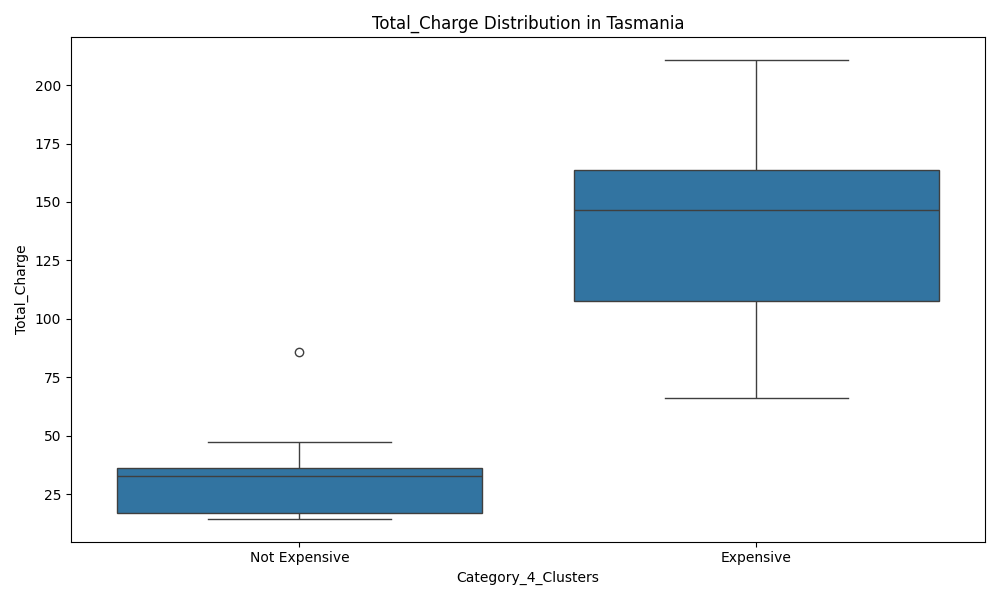 Total_Charge Distribution in Tasmania
Total_Charge
200
175
150
125
100
75
50
25
Not Expensive
Expensive
Category_4_Clusters